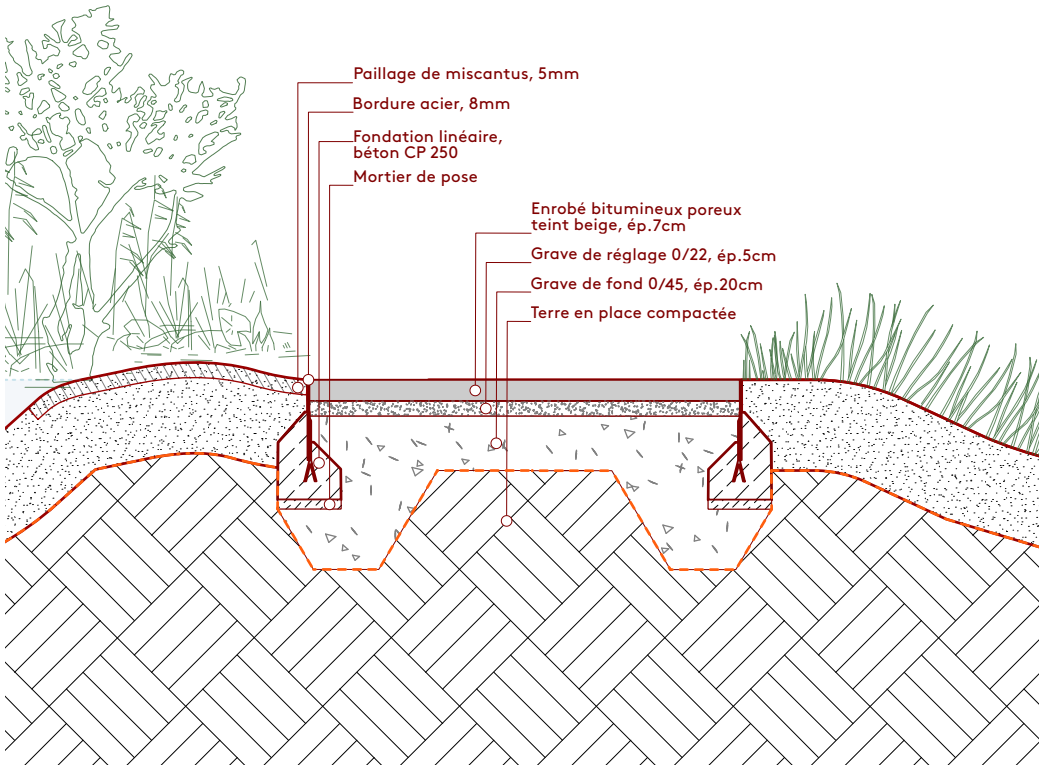 Paillage de miscantus, 5mm
Bordure acier, 8mm
Fondation linéaire,
béton CP 250
Mortier de pose
Enrobé bitumineux poreux
teint beige, ép.7cm
Grave de réglage 0/22, ép.5cm
Grave de fond 0/45, ép.20cm
Terre en place compactée